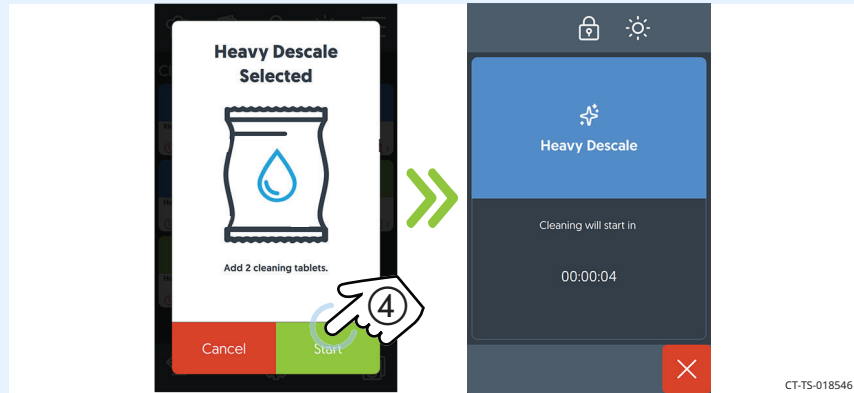 Heavy Descale
Selected
Add 2 cleaning tablets.
Cancel
Start
4
Heavy Descale
Cleaning will start in
00:00:04
CT-TS-018546